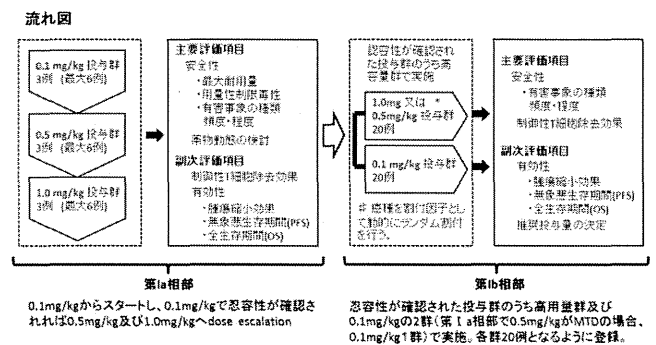 流れ図
0.1 mg/kg 投与群
3例 (最大6例)
0.5 mg/kg 投与群
3例 (最大6例)
1.0 mg/kg 投与群
3例 (最大6例)
主要評価項目
安全性
・最大耐用量
・用量性制限毒性
・有害事象の種類
頻度・程度
薬物動態の検討
副次評価項目
制御性T細胞除去効果
有効性
・腫瘍縮小効果
・無増悪生存期間(PFS)
・全生存期間(OS)
第Ia相部
0.1mg/kgからスタートし、0.1mg/kgで忍容性が確認さ
れれば0.5mg/kg及び1.0mg/kgへdose escalation
認容性が確認され
た投与群のうち高
容量群で実施
1.0mg 又は *
0.5mg/kg 投与群
20例
0.1 mg/kg 投与群
20例
癌種を割付因子とし
て動的にランダム割付
を行う。
主要評価項目
安全性
・有害事象の種類
頻度・程度
制御性T細胞除去効果
副次評価項目
有効性
・腫瘍縮小効果
・無増悪生存期間(PFS)
・全生存期間(OS)
推奨投与量の決定
第Ib相部
忍容性が確認された投与群のうち高用量群及び
0.1mg/kgの2群(第Ⅰa相部で0.5mg/kgがMTDの場合、
0.1mg/kg1群)で実施。各群20例となるように登録。